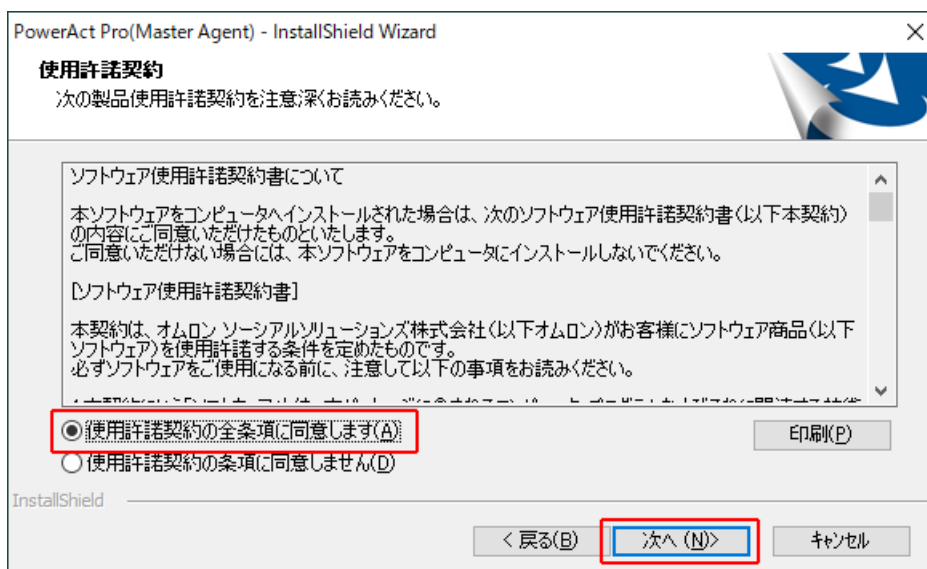 PowerAct Pro(Master Agent) - InstallShield Wizard
使用許諾契約
次の製品使用許諾契約を注意深くお読みください。
ソフトウェア使用許諾契約書について
本ソフトウェアをコンピュータへインストールされた場合は、次のソフトウェア使用許諾契約書(以下本契約)
の内容にご同意いただけたものといたします。
ご同意いただけない場合には、本ソフトウェアをコンピュータにインストールしないでください。
[ソフトウェア使用許諾契約書]
本契約は、オムロン ソーシアルソリューションズ株式会社(以下オムロン)がお客様にソフトウェア商品(以下
ソフトウェア)を使用許諾する条件を定めたものです。
必ずソフトウェアをご使用になる前に、注意して以下の事項をお読みください。
使用許諾契約の全条項に同意します(A)
印刷(P)
使用許諾契約の条項に同意しません(D)
InstallShield
< 戻る(B)
次へ (N)>
キャンセル